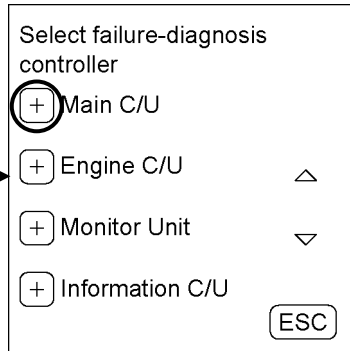 Select failure-diagnosis
controller
+ Main C/U
+ Engine C/U
+ Monitor Unit
+ Information C/U
ESC